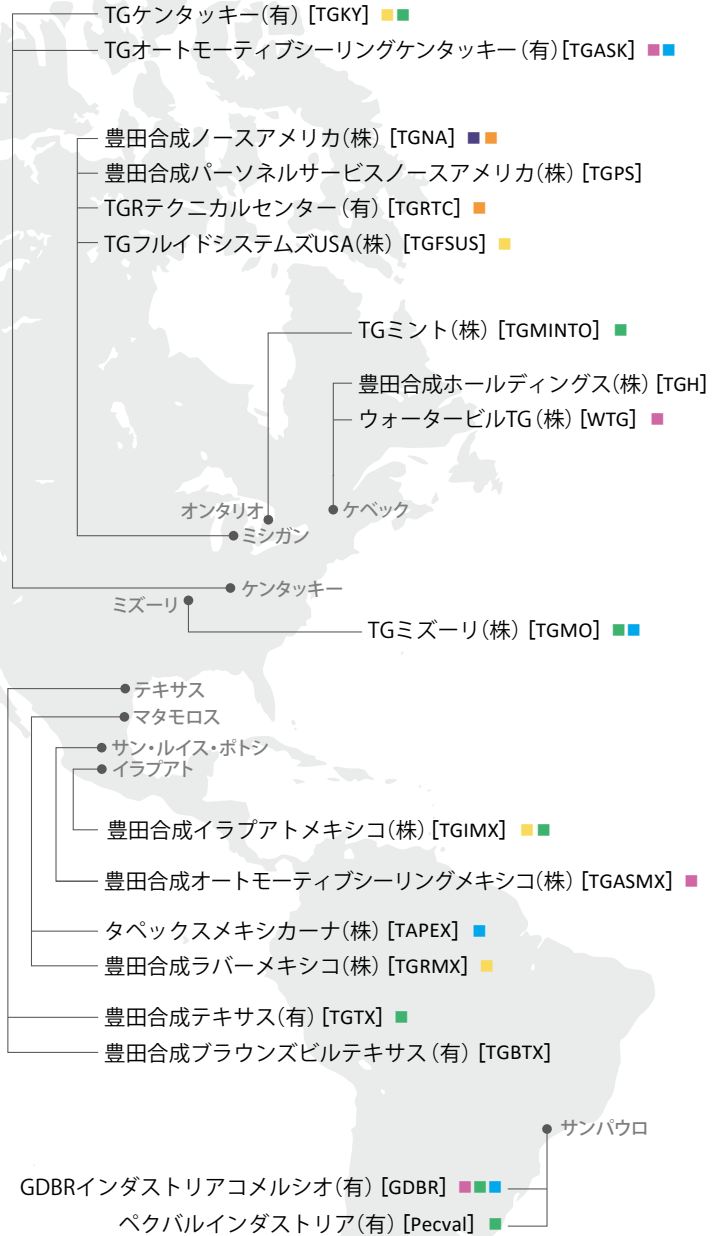 TGケンタッキー(有) [TGKY]
TGオートモーティブシーリングケンタッキー(有) [TGASK]
豊田合成ノースアメリカ(株) [TGNA]
豊田合成パーソネルサービスノースアメリカ(株) [TGPS]
TGRテクニカルセンター(有) [TGRTC]
TGフルイドシステムズUSA(株) [TGFSUS]
TGミント(株) [TGMINTO]
豊田合成ホールディングス(株) [TGH]
ウォータービルTG(株) [WTG]
オンタリオ
ケベック
ミシガン
ケンタッキー
ミズーリ
TGミズーリ(株) [TGMO]
テキサス
マタモロス
サン・ルイス・ポトシ
イラプアト
豊田合成イラプアトメキシコ(株) [TGIMX]
豊田合成オートモーティブシーリングメキシコ(株) [TGASMX]
タペックスメキシカーナ(株) [TAPEX]
豊田合成ラバーメキシコ(株) [TGRMX]
豊田合成テキサス(有) [TGTX]
豊田合成ブラウンズビルテキサス(有) [TGBTX]
サンパウロ
GDBRインダストリアコメルシオ(有) [GDBR]
ペクバルインダストリア(有) [Pecval]